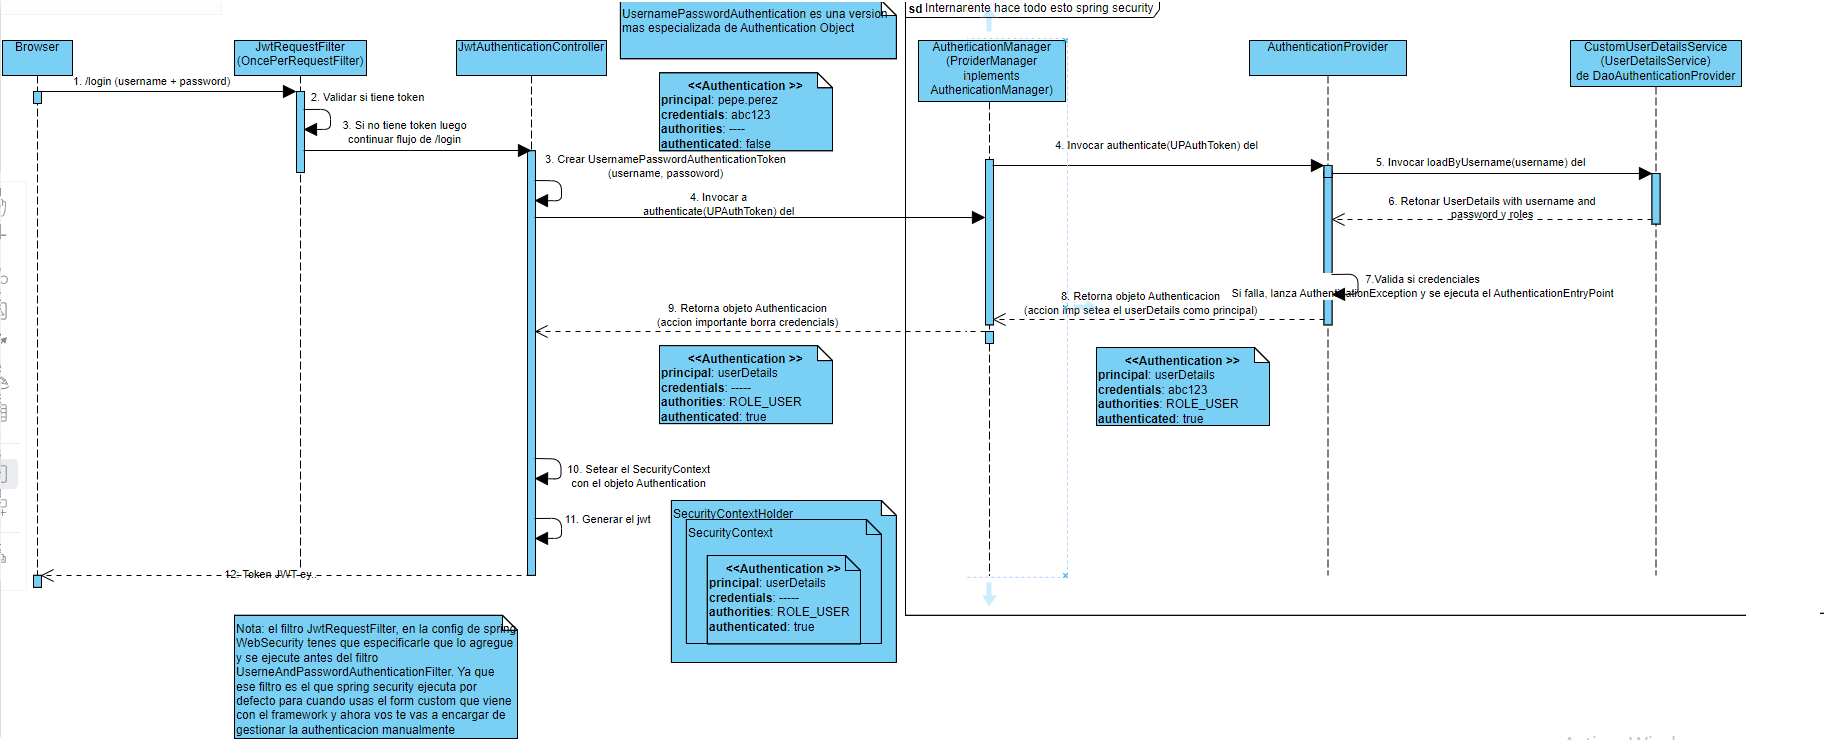 UsernamePasswordAuthentication es una version
mas especializada de Authentication Object
sd Internarente hace todo esto spring security
Browser
JwtRequestFilter
(OncePerRequestFilter)
JwtAuthenticationController
AuthenticationManager
(ProviderManager
inplements
AuthenicationManager)
AuthenticationProvider
CustomUserDetailsService
(UserDetailsService)
de DaoAuthenticationProvider
1. /login (username + password)
2. Validar si tiene token
3. Si no tiene token luego
continuar flujo de /login
<<Authentication >>
principal: pepe.perez
credentials: abc123
authorities: ----
authenticated: false
3. Crear UsernamePasswordAuthenticationToken
(username, passoword)
4. Invocar a
authenticate(UPAuthToken) del
4. Invocar authenticate(UPAuthToken) del
5. Invocar loadByUsername(username) del
6. Retonar UserDetails with username and
password y roles
7.Valida si credenciales
Si falla, lanza AuthenticationException y se ejecuta el AuthenticationEntryPoint
8. Retorna objeto Authenticacion
(accion imp setea el userDetails como principal)
9. Retorna objeto Authenticacion
(accion importante borra credencials)
<<Authentication >>
principal: userDetails
credentials: -----
authorities: ROLE_USER
authenticated: true
<<Authentication >>
principal: userDetails
credentials: abc123
authorities: ROLE_USER
authenticated: true
10. Setear el SecurityContext
con el objeto Authentication
11. Generar el jwt
SecurityContextHolder
SecurityContext
<<Authentication >>
principal: userDetails
credentials: -----
authorities: ROLE_USER
authenticated: true
12. Token JWT ey..
Nota: el filtro JwtRequestFilter, en la config de spring
WebSecurity tenes que especificarle que lo agregue
y se ejecute antes del filtro
UserneAndPasswordAuthenticationFilter. Ya que
ese filtro es el que spring security ejecuta por
defecto para cuando usas el form custom que viene
con el framework y ahora vos te vas a encargar de
gestionar la authenticacion manualmente